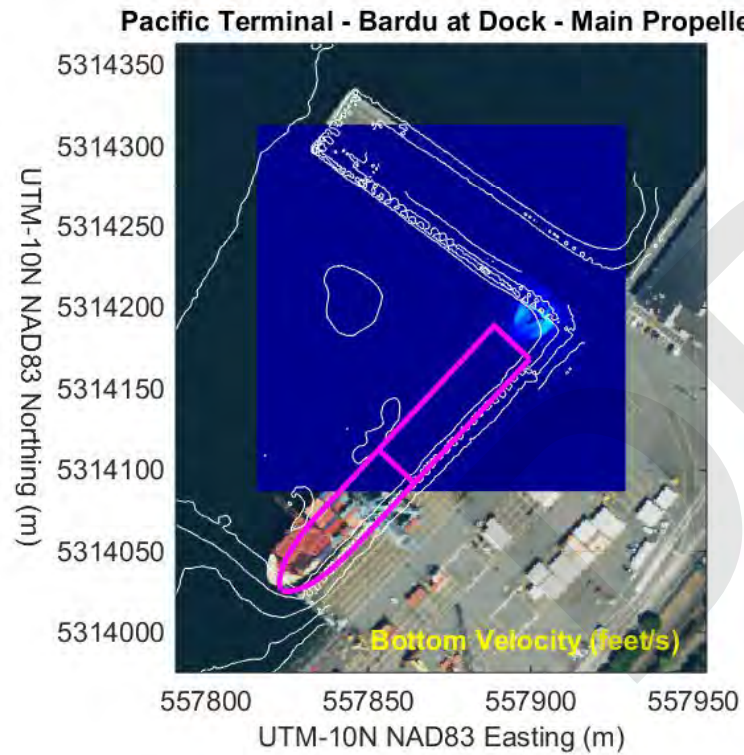 Pacific Terminal - Bardu at Dock - Main Propelle
5314350
5314300
5314250
5314200
5314150
5314100
5314050
5314000
UTM-10N NAD83 Northing (m)
Bottom Velocity (feet/s)
557800 557850 557900 557950
UTM-10N NAD83 Easting (m)